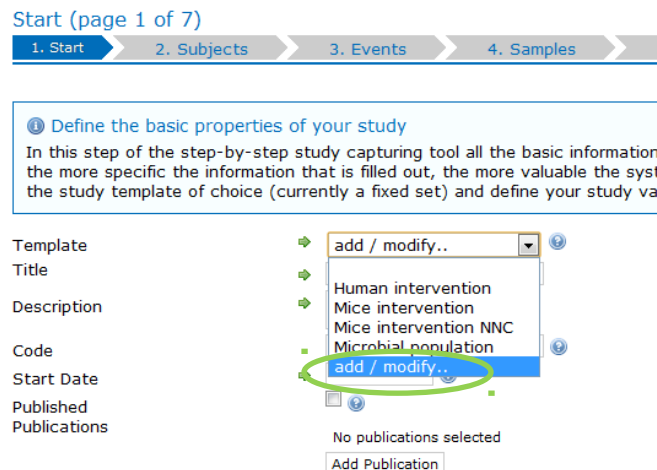 Start (page 1 of 7)
1. Start 2. Subjects 3. Events 4. Samples
Define the basic properties of your study
In this step of the step-by-step study capturing tool all the basic information
the more specific the information that is filled out, the more valuable the syst
the study template of choice (currently a fixed set) and define your study va
Template add / modify..
Title
Human intervention
Description
Mice intervention
Mice intervention NNC
Code
Microbial population
add / modify..
Start Date
Published
Publications
No publications selected
Add Publication